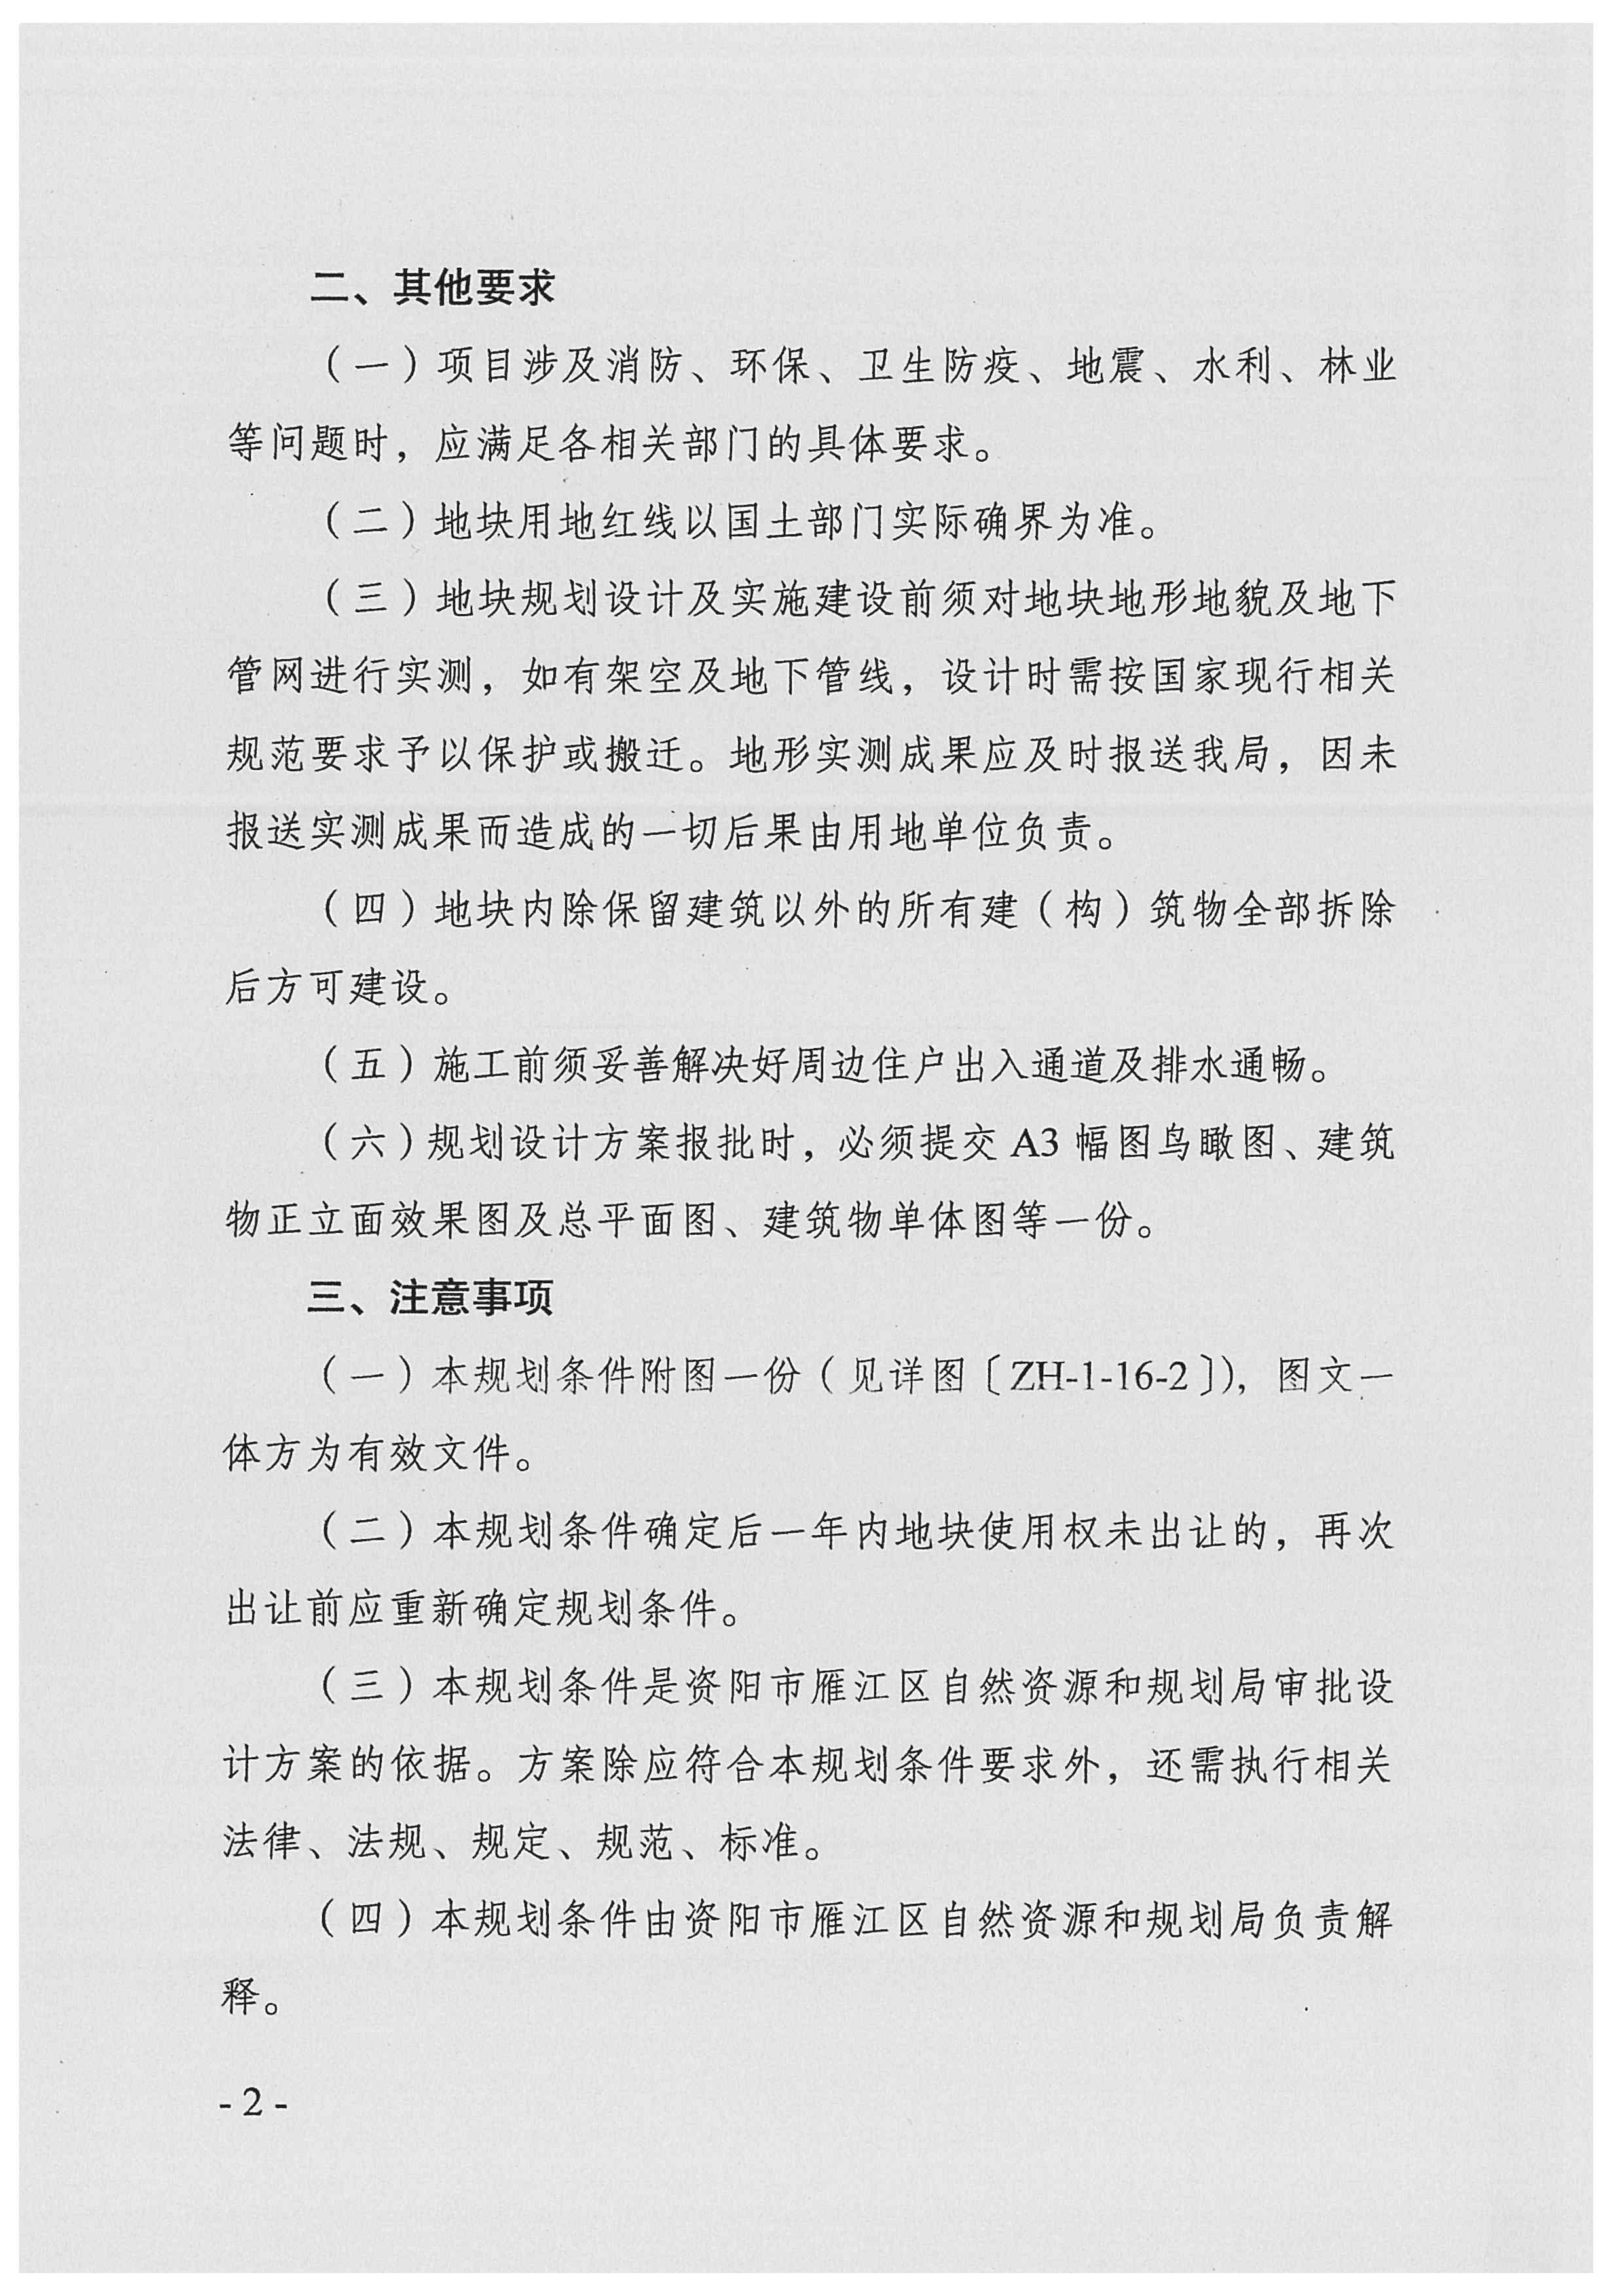 二、其他要求
（一）项目涉及消防、环保、卫生防疫、地震、水利、林业
等问题时，应满足各相关部门的具体要求。
（二）地块用地红线以国土部门实际确界为准。
（三）地块规划设计及实施建设前须对地块地形地貌及地下
管网进行实测，如有架空及地下管线，设计时需按国家现行相关
规范要求予以保护或搬迁。地形实测成果应及时报送我局，因未
报送实测成果而造成的一切后果由用地单位负责。
（四）地块内除保留建筑以外的所有建（构）筑物全部拆除
后方可建设。
（五）施工前须妥善解决好周边住户出入通道及排水通畅。
（六）规划设计方案报批时，必须提交 A3 幅图鸟瞰图、建筑
物正立面效果图及总平面图、建筑物单体图等一份。
三、注意事项
（一）本规划条件附图一份（见详图〔ZH-1-16-2〕），图文一
体方为有效文件。
（二）本规划条件确定后一年内地块使用权未出让的，再次
出让前应重新确定规划条件。
（三）本规划条件是资阳市雁江区自然资源和规划局审批设
计方案的依据。方案除应符合本规划条件要求外，还需执行相关
法律、法规、规定、规范、标准。
（四）本规划条件由资阳市雁江区自然资源和规划局负责解
释。
- 2 -